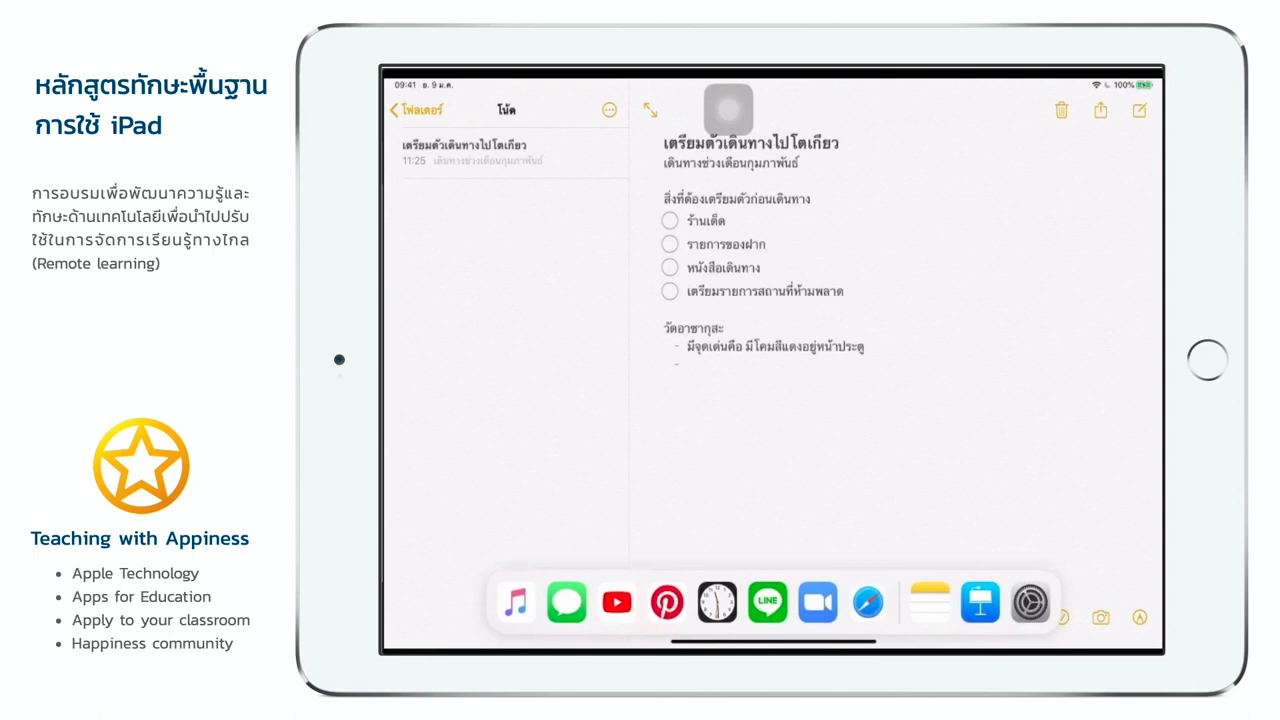 หลักสูตรทักษะพื้นฐาน
การใช้ iPad
การอบรมเพื่อพัฒนาความรู้และ
ทักษะด้านเทคโนโลยีเพื่อนำไปปรับ
ใช้ในการจัดการเรียนรู้ทางไกล
(Remote learning)
Teaching with Appiness
• Apple Technology
• Apps for Education
• Apply to your classroom
• Happiness community
09:41 อ. 9 ม.ค.
100%
โฟลเดอร์
โน้ต
เตรียมตัวเดินทางไปโตเกียว
11:25 เดินทางช่วงเดือนกุมภาพันธ์
เตรียมตัวเดินทางไปโตเกียว
เดินทางช่วงเดือนกุมภาพันธ์
สิ่งที่ต้องเตรียมตัวก่อนเดินทาง
ร้านเด็ด
รายการของฝาก
หนังสือเดินทาง
เตรียมรายการสถานที่ห้ามพลาด
วัดอาซากุสะ
- มีจุดเด่นคือ มีโคมสีแดงอยู่หน้าประตู
-
LINE